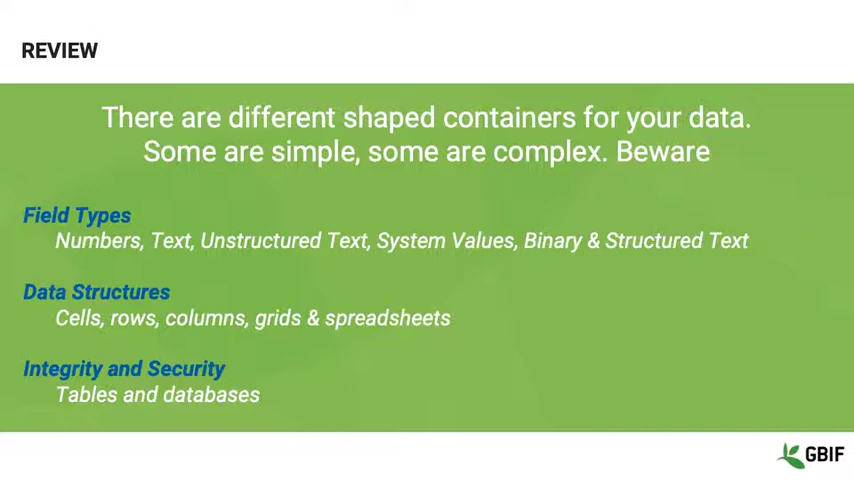 REVIEW
There are different shaped containers for your data.
Some are simple, some are complex. Beware
Field Types
Numbers, Text, Unstructured Text, System Values, Binary & Structured Text
Data Structures
Cells, rows, columns, grids & spreadsheets
Integrity and Security
Tables and databases
GBIF